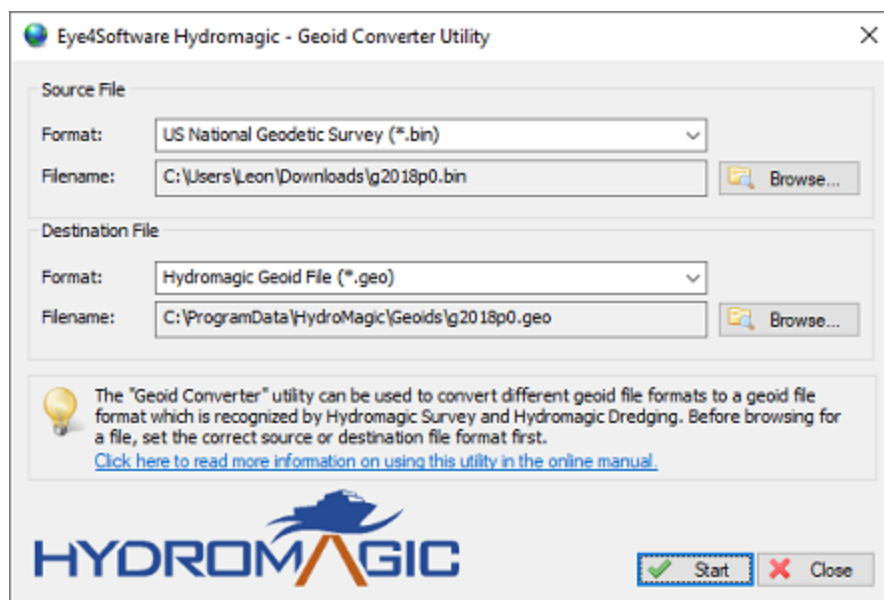 Eye4Software Hydromagic - Geoid Converter Utility
Source File
Format: US National Geodetic Survey (*.bin)
Filename: C:\Users\Leon\Downloads\g2018p0.bin Browse...
Destination File
Format: Hydromagic Geoid File (*.geo)
Filename: C:\ProgramData\HydroMagic\Geoids\g2018p0.geo Browse...
The "Geoid Converter" utility can be used to convert different geoid file formats to a geoid file
format which is recognized by Hydromagic Survey and Hydromagic Dredging. Before browsing for
a file, set the correct source or destination file format first.
Click here to read more information on using this utility in the online manual.
HYDROMAGIC
Start Close